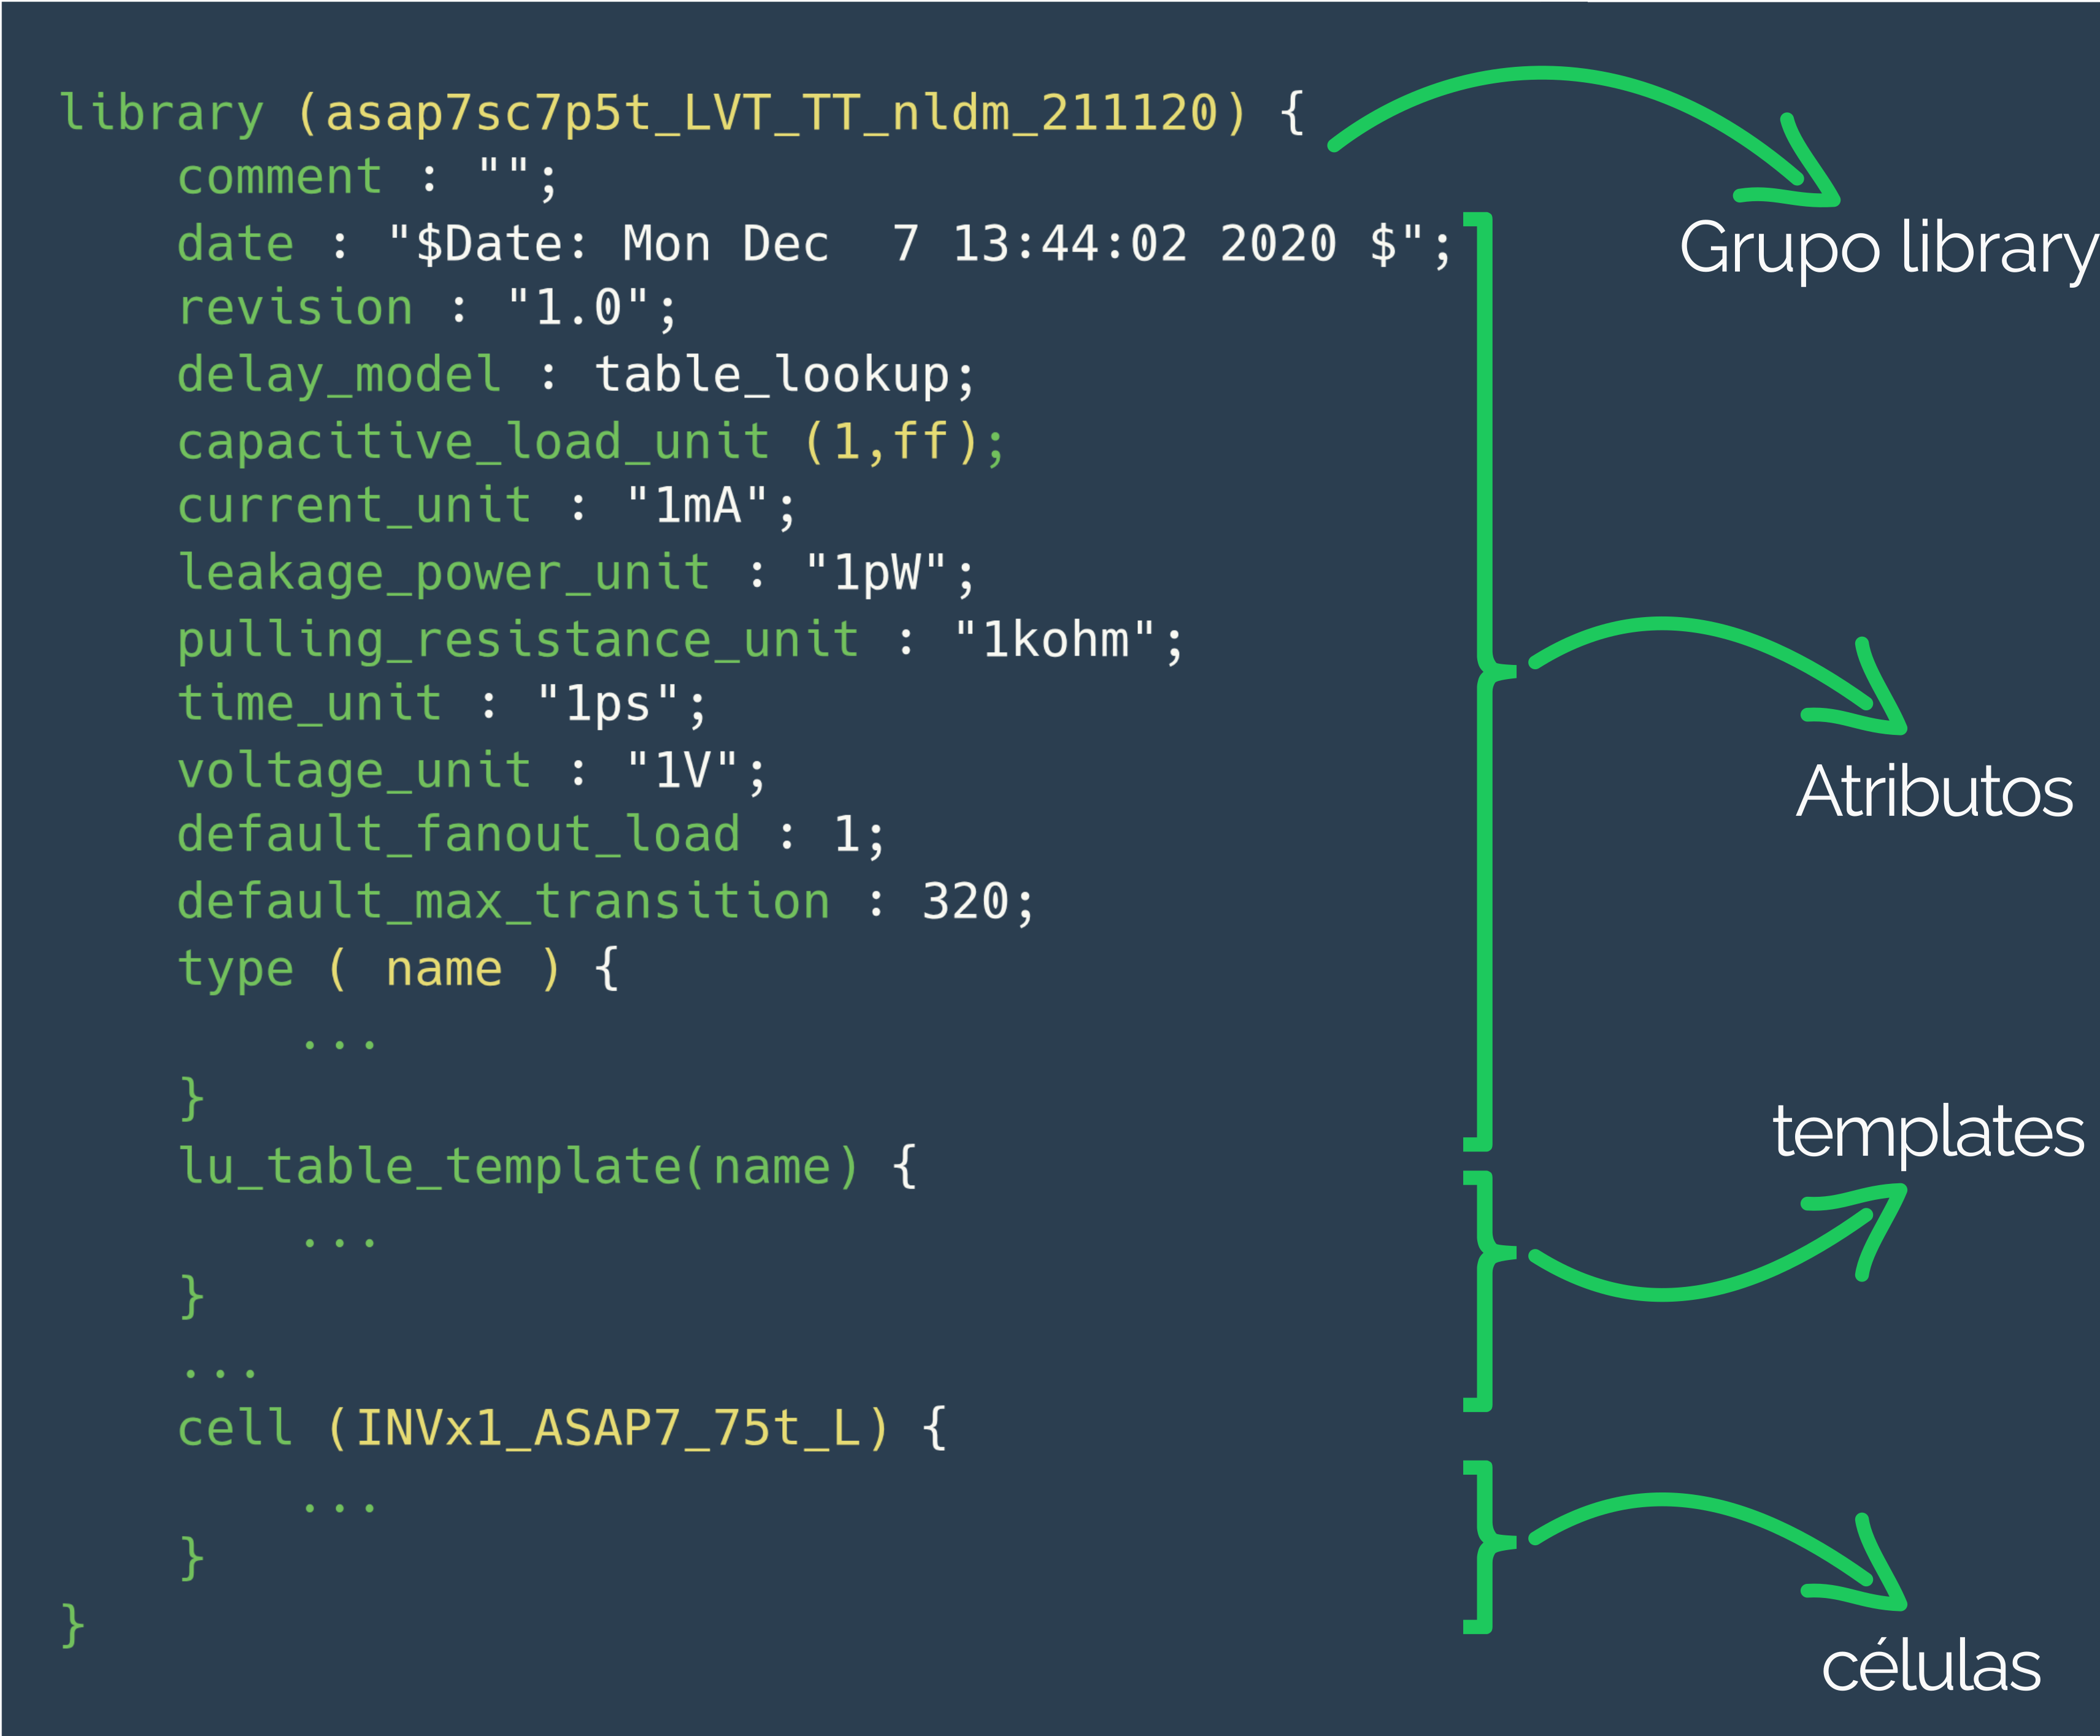 library (asap7sc7p5t_LVT_TT_nldm_211120) {
comment : "";
date : "$Date: Mon Dec  7 13:44:02 2020 $";
revision : "1.0";
delay_model : table_lookup;
capacitive_load_unit (1,ff);
current_unit : "1mA";
leakage_power_unit : "1pW";
pulling_resistance_unit : "1kohm";
time_unit : "1ps";
voltage_unit : "1V";
default_fanout_load : 1;
default_max_transition : 320;
type ( name ) {
...
}
lu_table_template(name) {
...
}
...
cell (INVx1_ASAP7_75t_L) {
...
}
}
Grupo library
Atributos
templates
células